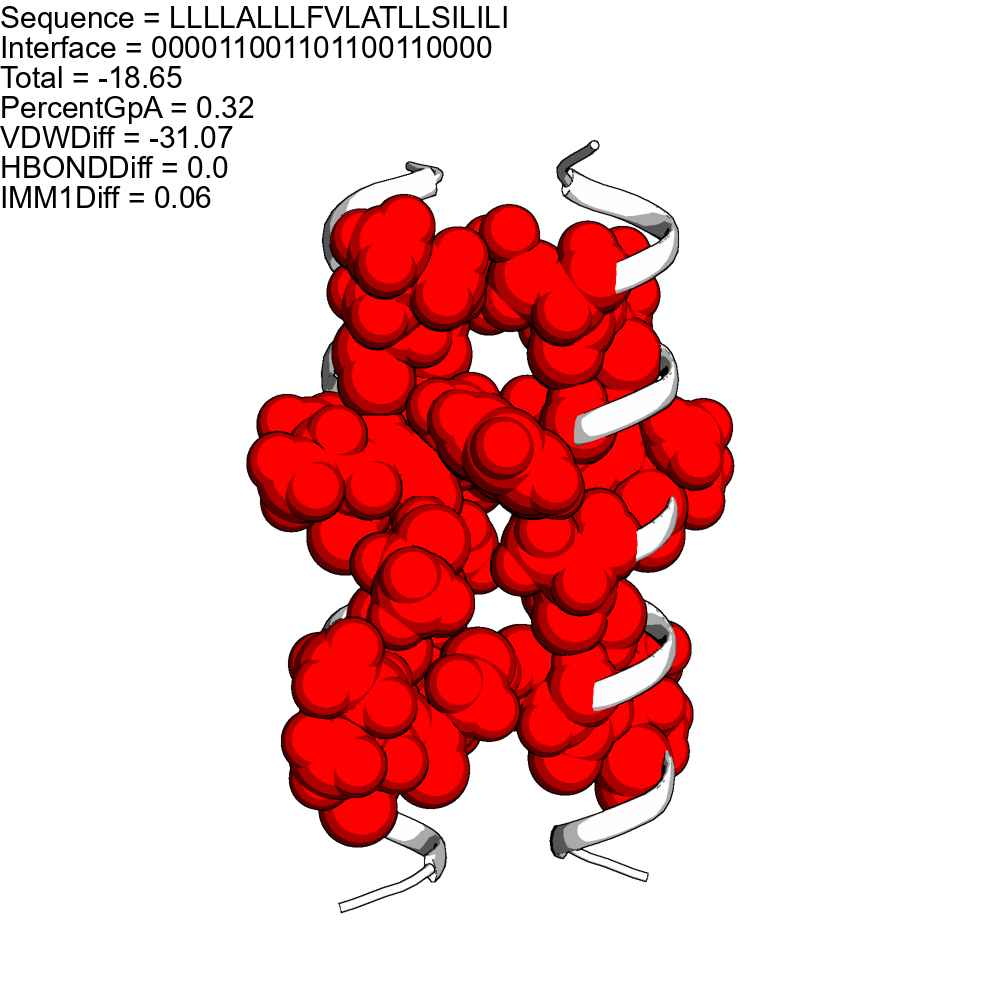 Sequence = LLLLALLLFVLATLLSILILI
Interface = 000011001101100110000
Total = -18.65
PercentGpA = 0.32
VDWDiff = -31.07
HBONDDiff = 0.0
IMM1Diff = 0.06